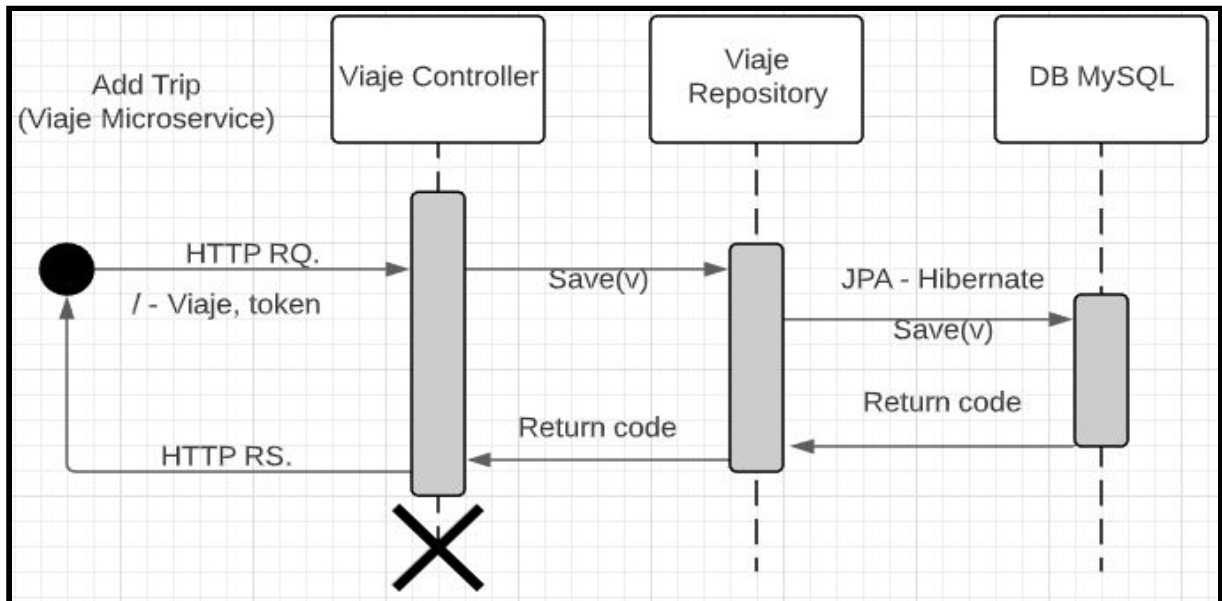 Add Trip
(Viaje Microservice)
Viaje Controller
Viaje
Repository
DB MySQL
HTTP RQ.
/ - Viaje, token
Save(v)
JPA - Hibernate
Save(v)
Return code
Return code
HTTP RS.